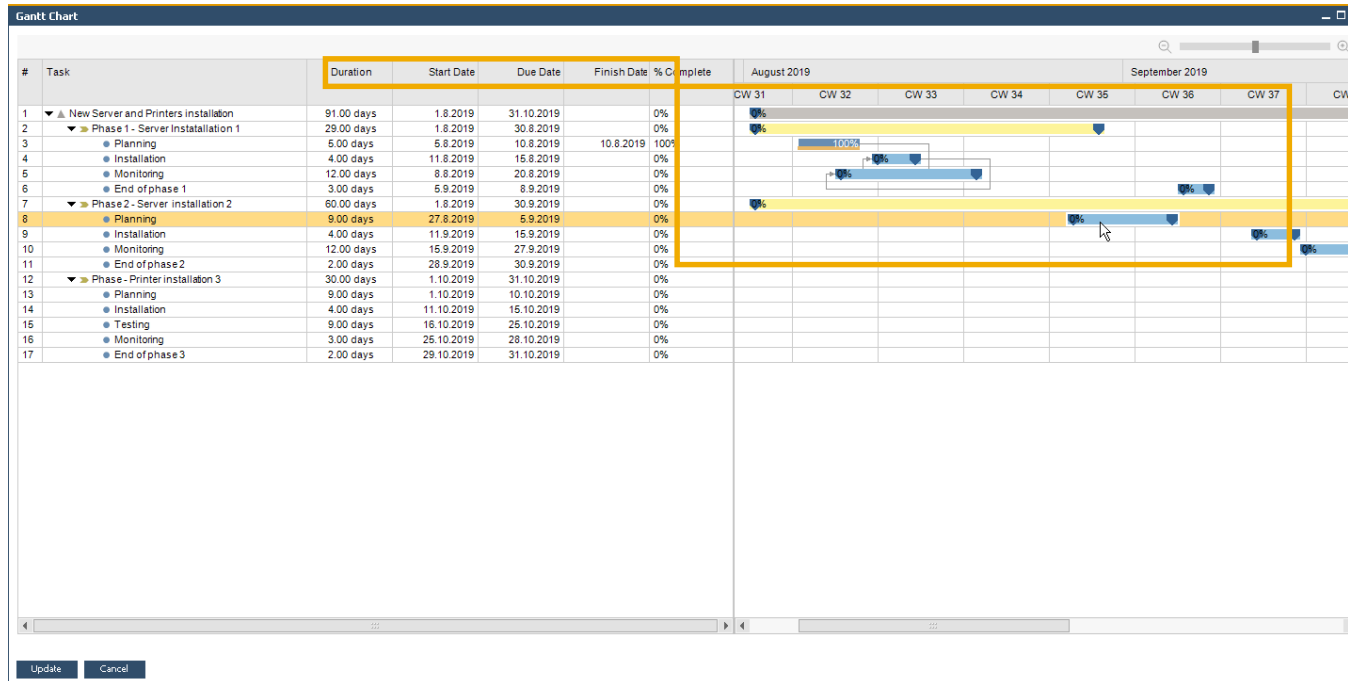 Gantt Chart
# Task Duration Start Date Due Date Finish Date % Complete August 2019 September 2019
CW 31 CW 32 CW 33 CW 34 CW 35 CW 36 CW 37 CW
1 New Server and Printers installation 91.00 days 1.8.2019 31.10.2019 0% 0%
2 Phase 1 - Server Instatallation 1 29.00 days 1.8.2019 30.8.2019 0% 0%
3 Planning 5.00 days 5.8.2019 10.8.2019 10.8.2019 100% 100%
4 Installation 4.00 days 11.8.2019 15.8.2019 0% 0%
5 Monitoring 12.00 days 8.8.2019 20.8.2019 0% 0%
6 End of phase 1 3.00 days 5.9.2019 8.9.2019 0% 0%
7 Phase 2 - Server installation 2 60.00 days 1.8.2019 30.9.2019 0% 0%
8 Planning 9.00 days 27.8.2019 5.9.2019 0% 0%
9 Installation 4.00 days 11.9.2019 15.9.2019 0% 0%
10 Monitoring 12.00 days 15.9.2019 27.9.2019 0% 0%
11 End of phase 2 2.00 days 28.9.2019 30.9.2019 0%
12 Phase - Printer installation 3 30.00 days 1.10.2019 31.10.2019 0%
13 Planning 9.00 days 1.10.2019 10.10.2019 0%
14 Installation 4.00 days 11.10.2019 15.10.2019 0%
15 Testing 9.00 days 16.10.2019 25.10.2019 0%
16 Monitoring 3.00 days 25.10.2019 28.10.2019 0%
17 End of phase 3 2.00 days 29.10.2019 31.10.2019 0%
Update Cancel